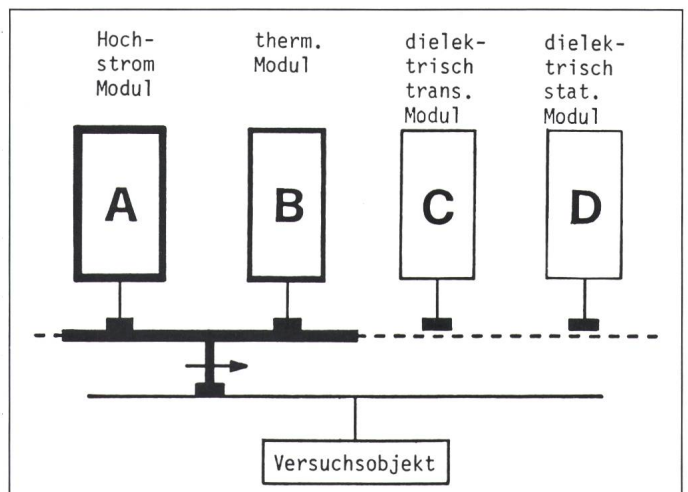 Hoch-
strom
Modul
therm.
Modul
dielek-
trisch
trans.
Modul
dielek-
trisch
stat.
Modul
A
B
C
D
Versuchsobjekt